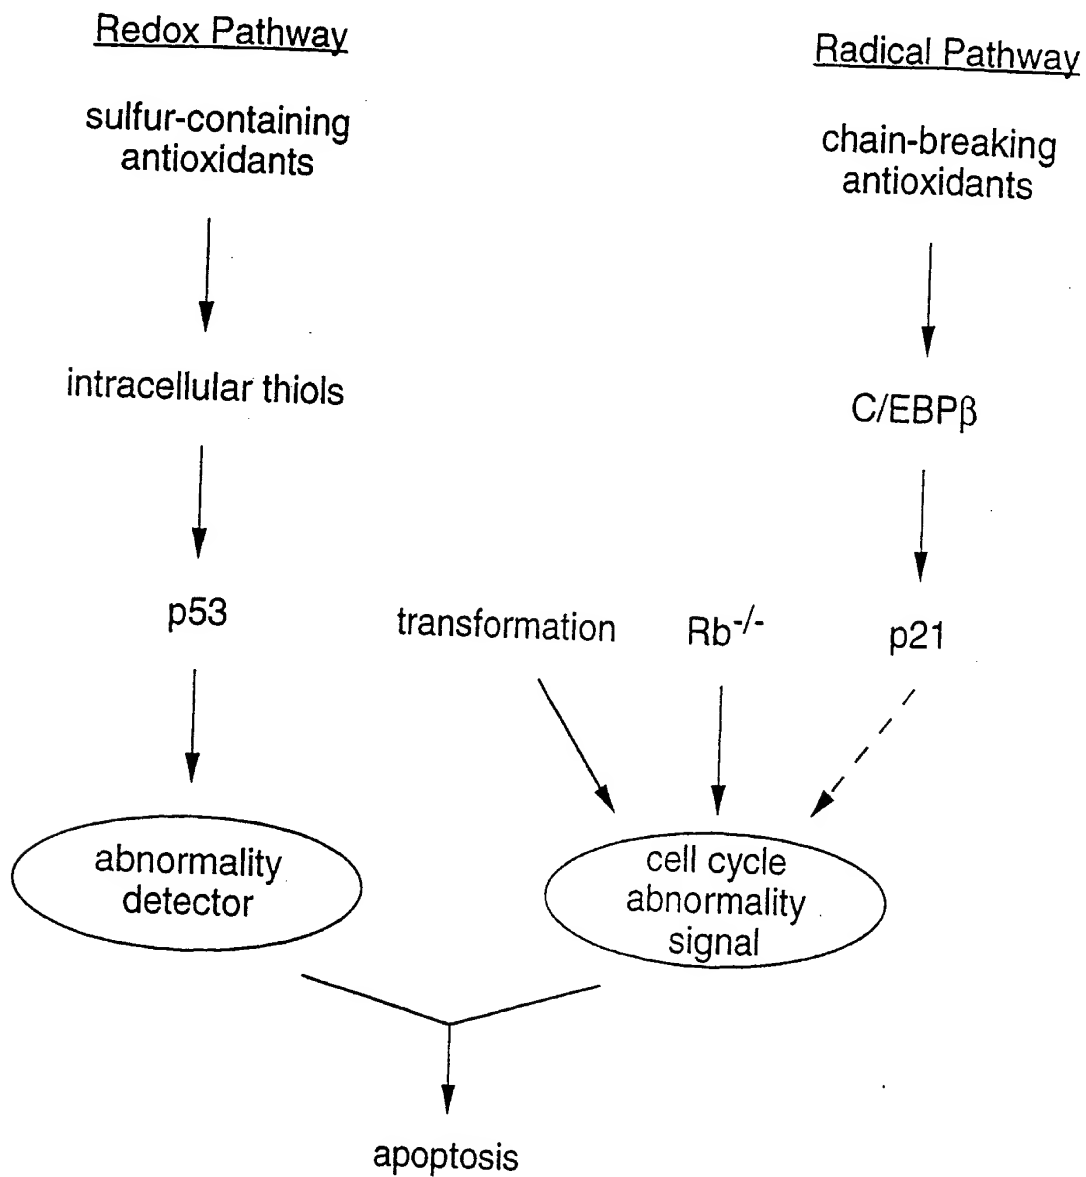 Redox Pathway
Radical Pathway
sulfur-containing
antioxidants
chain-breaking
antioxidants
intracellular thiols
C/EBPβ
p53
transformation
Rb-/-
p21
abnormality
detector
cell cycle
abnormality
signal
apoptosis